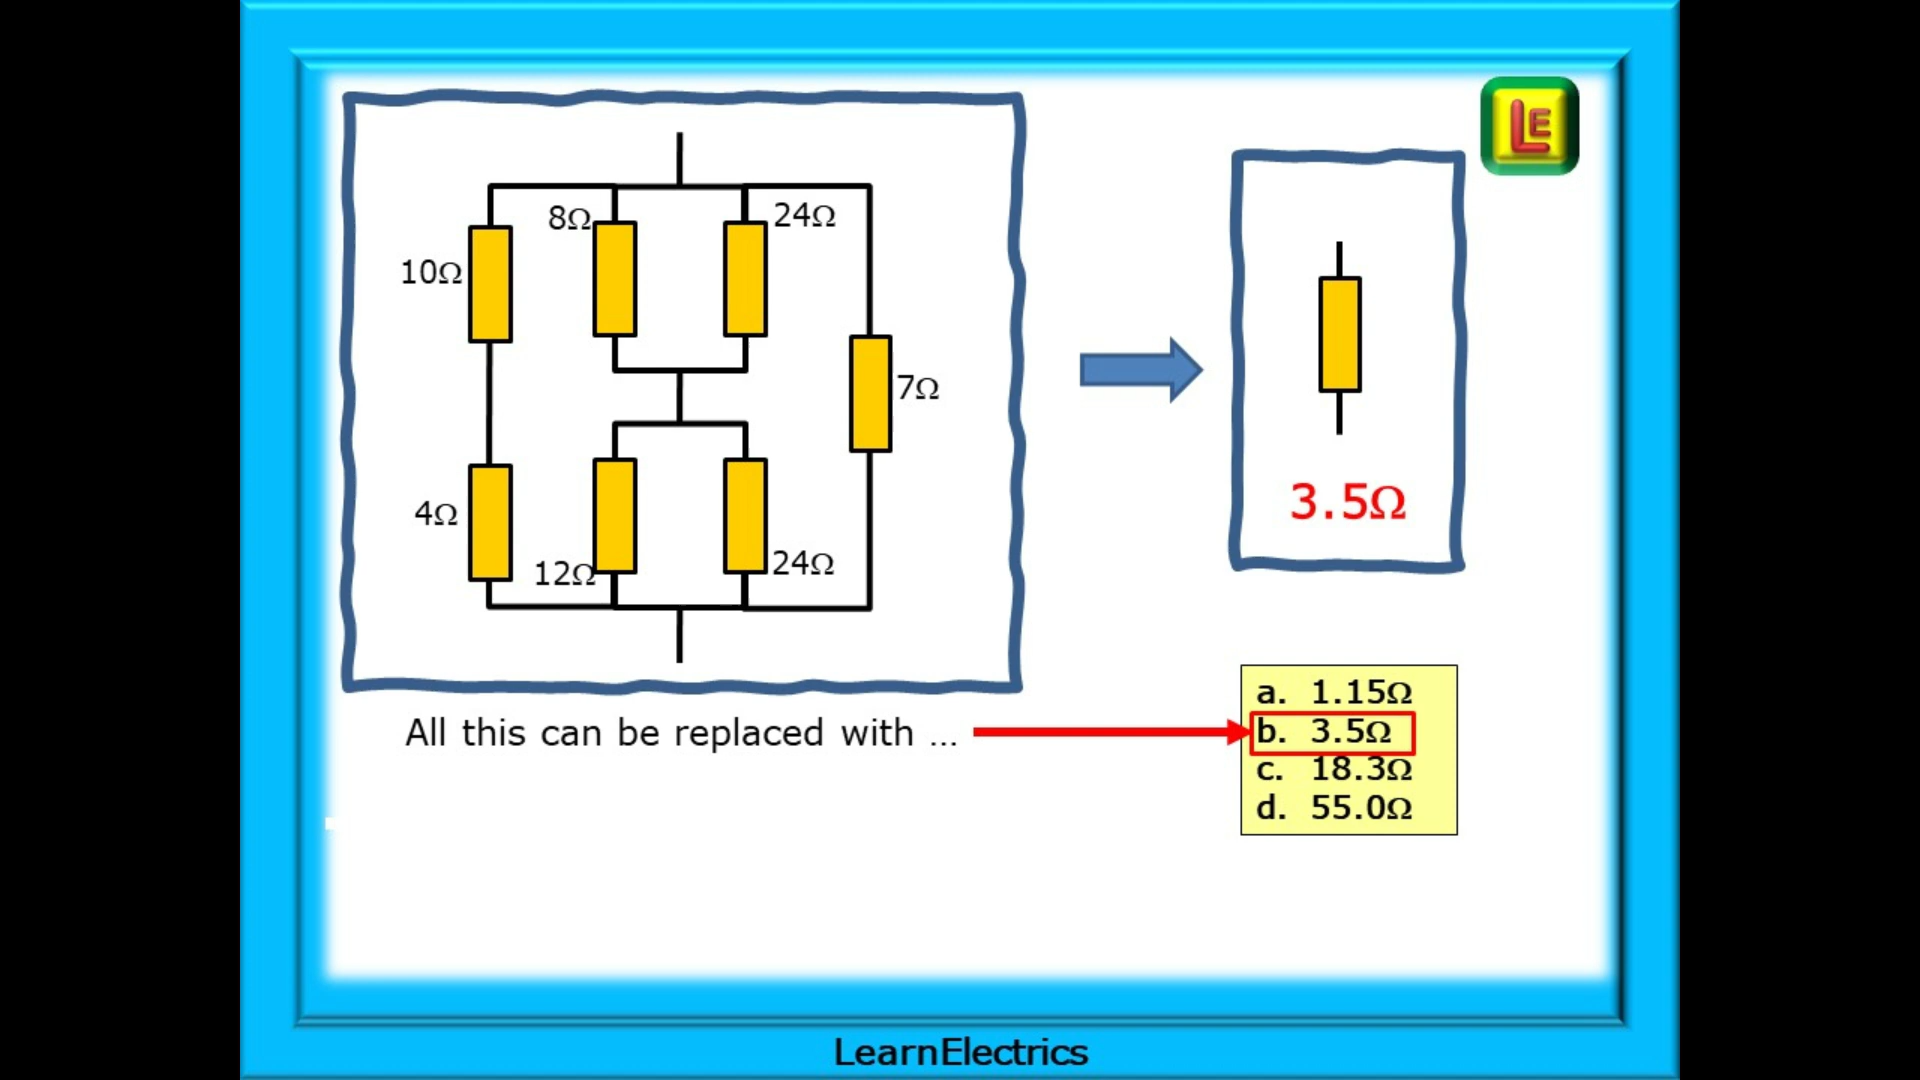 LE
8Ω
24Ω
10Ω
7Ω
4Ω
12Ω
24Ω
3.5Ω
All this can be replaced with ...
a. 1.15Ω
b. 3.5Ω
c. 18.3Ω
d. 55.0Ω
LearnElectrics